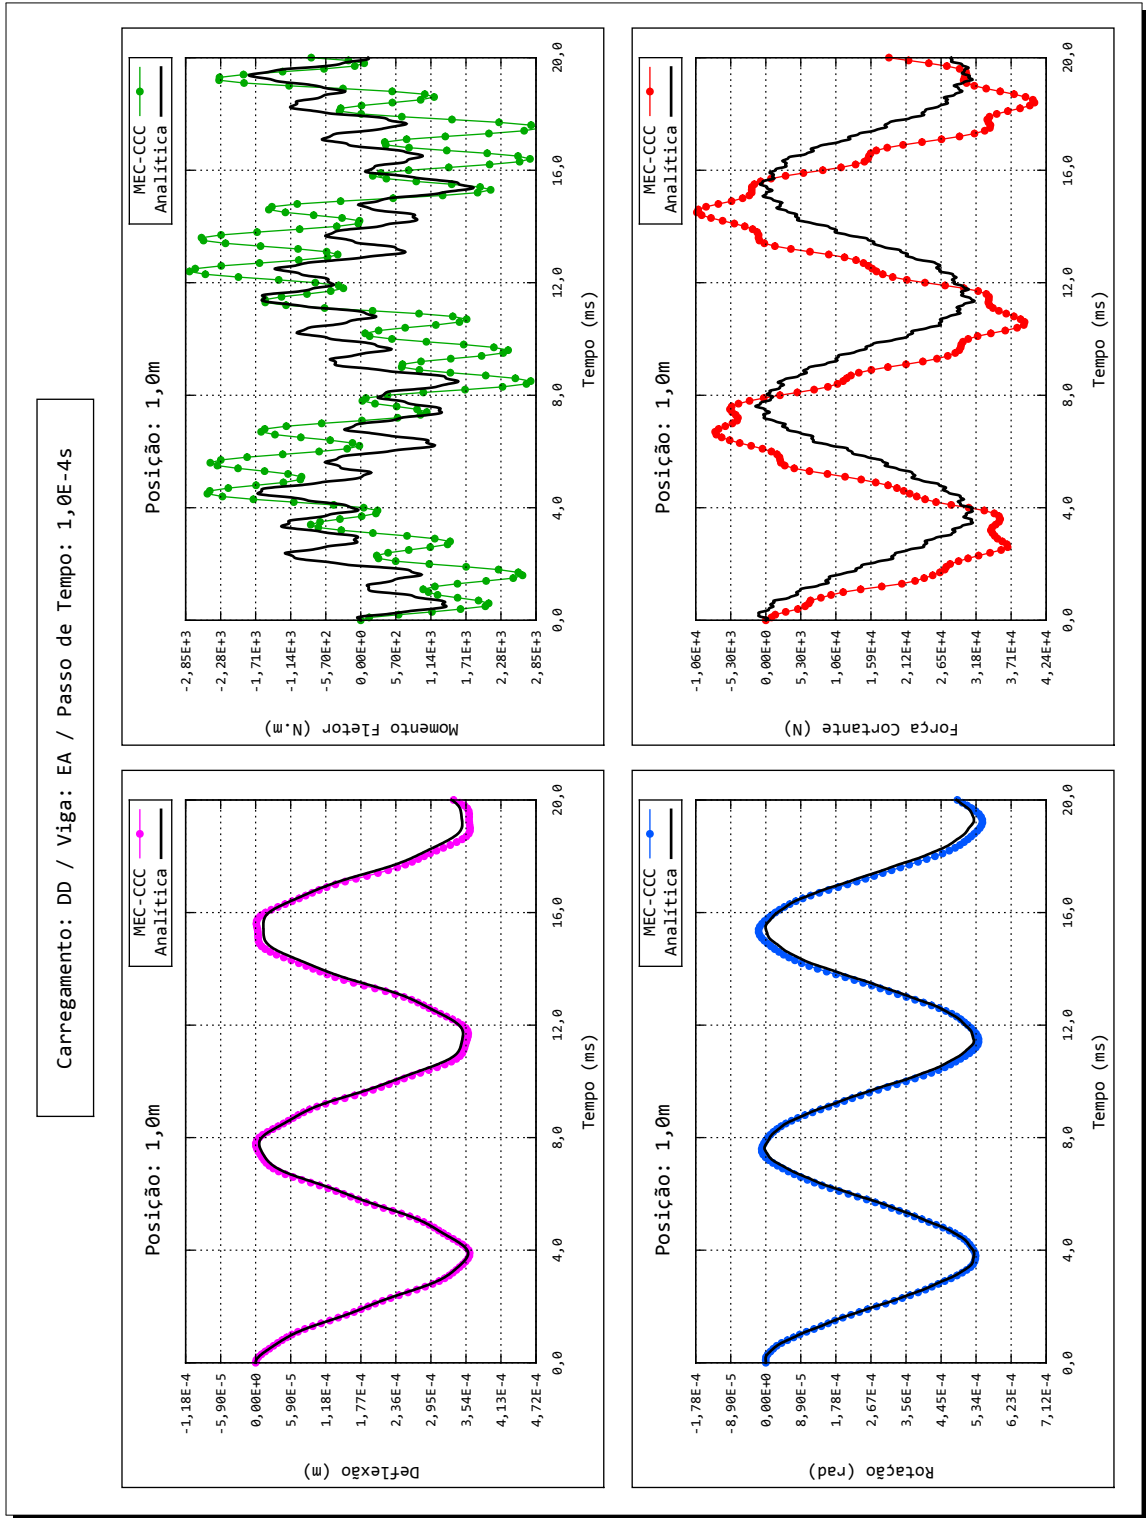 Carregamento: DD / Viga: EA / Passo de Tempo: 1,0E-4s
Posição: 1,0m
MEC-CCC
Analítica
-1,18E-4
-5,90E-5
0,00E+0
5,90E-5
1,18E-4
1,77E-4
2,36E-4
2,95E-4
3,54E-4
4,13E-4
4,72E-4
Deflexão (m)
0,0 4,0 8,0 12,0 16,0 20,0
Tempo (ms)
Posição: 1,0m
MEC-CCC
Analítica
-2,85E+3
-2,28E+3
-1,71E+3
-1,14E+3
-5,70E+2
0,00E+0
5,70E+2
1,14E+3
1,71E+3
2,28E+3
2,85E+3
Momento Fletor (N.m)
0,0 4,0 8,0 12,0 16,0 20,0
Tempo (ms)
Posição: 1,0m
MEC-CCC
Analítica
-1,78E-4
-8,90E-5
0,00E+0
8,90E-5
1,78E-4
2,67E-4
3,56E-4
4,45E-4
5,34E-4
6,23E-4
7,12E-4
Rotação (rad)
0,0 4,0 8,0 12,0 16,0 20,0
Tempo (ms)
Posição: 1,0m
MEC-CCC
Analítica
-1,06E+4
-5,30E+3
0,00E+0
5,30E+3
1,06E+4
1,59E+4
2,12E+4
2,65E+4
3,18E+4
3,71E+4
4,24E+4
Força Cortante (N)
0,0 4,0 8,0 12,0 16,0 20,0
Tempo (ms)